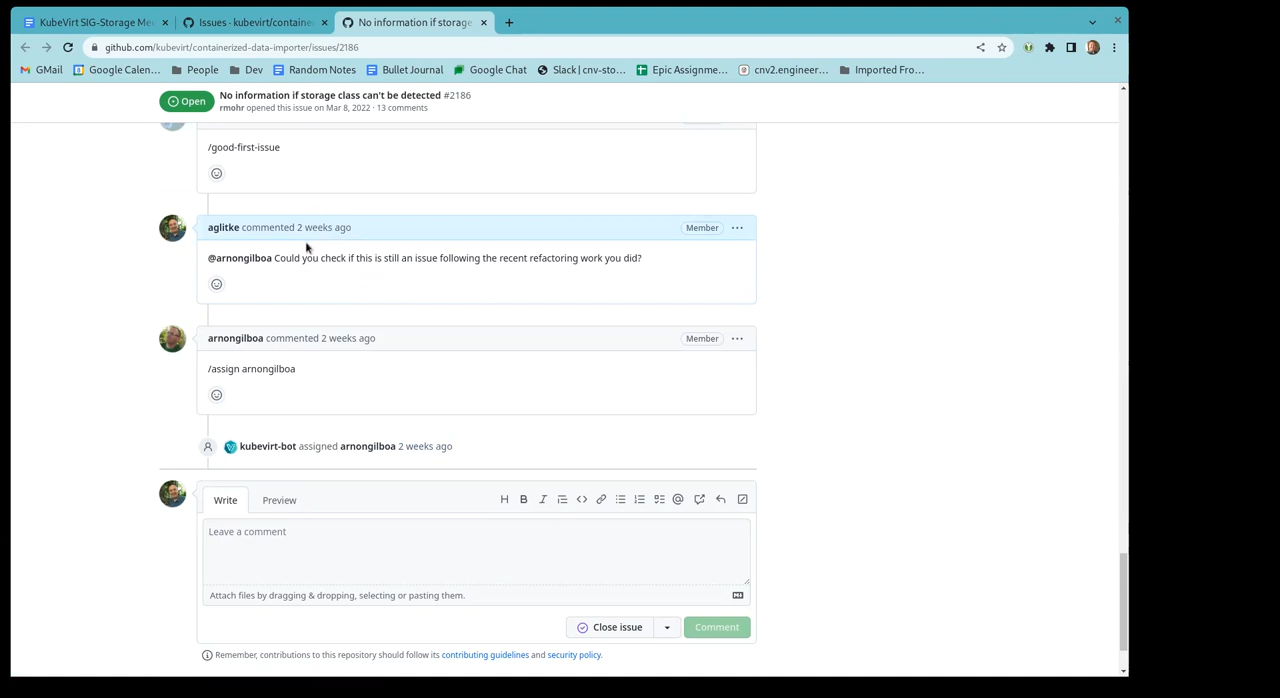 KubeVirt SIG-Storage Me
Issues · kubevirt/containe
No information if storage
github.com/kubevirt/containerized-data-importer/issues/2186
GMail
Google Calen...
People
Dev
Random Notes
Bullet Journal
Google Chat
Slack | cnv-sto...
Epic Assignme...
cnv2.engineer...
Imported Fro...
Open
No information if storage class can't be detected #2186
rmohr opened this issue on Mar 8, 2022 · 13 comments
/good-first-issue
aglitke commented 2 weeks ago
Member
@arnongilboa Could you check if this is still an issue following the recent refactoring work you did?
arnongilboa commented 2 weeks ago
Member
/assign arnongilboa
kubevirt-bot assigned arnongilboa 2 weeks ago
Write
Preview
Leave a comment
Attach files by dragging & dropping, selecting or pasting them.
Close issue
Comment
Remember, contributions to this repository should follow its contributing guidelines and security policy.